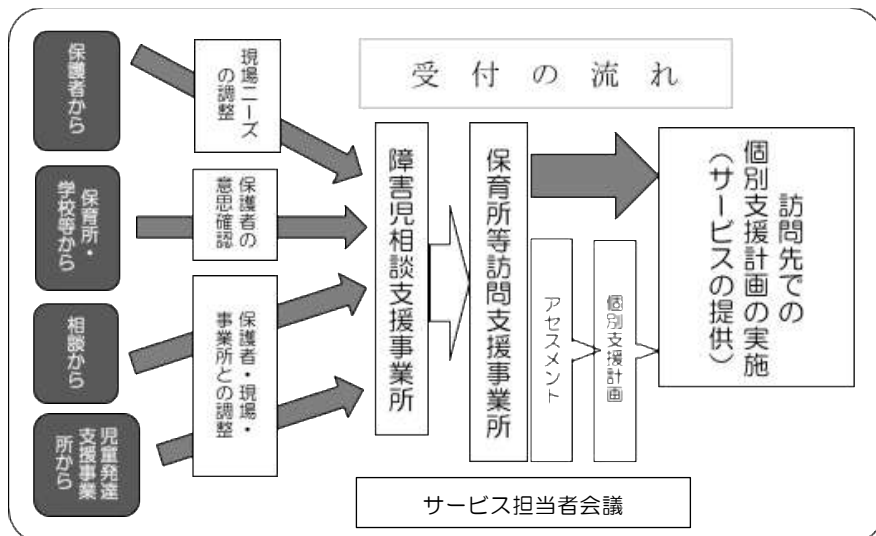 受付の流れ
保護者から
保育所・
学校等から
相談から
児童発達
支援事業
所から
現場ニーズ
の調整
保護者の
意思確認
保護者・現場・
事業所との調整
障害児相談支援事業所
保育所等訪問支援事業所
アセスメント
個別支援計画
訪問先での
個別支援計画の実施
(サービスの提供)
サービス担当者会議